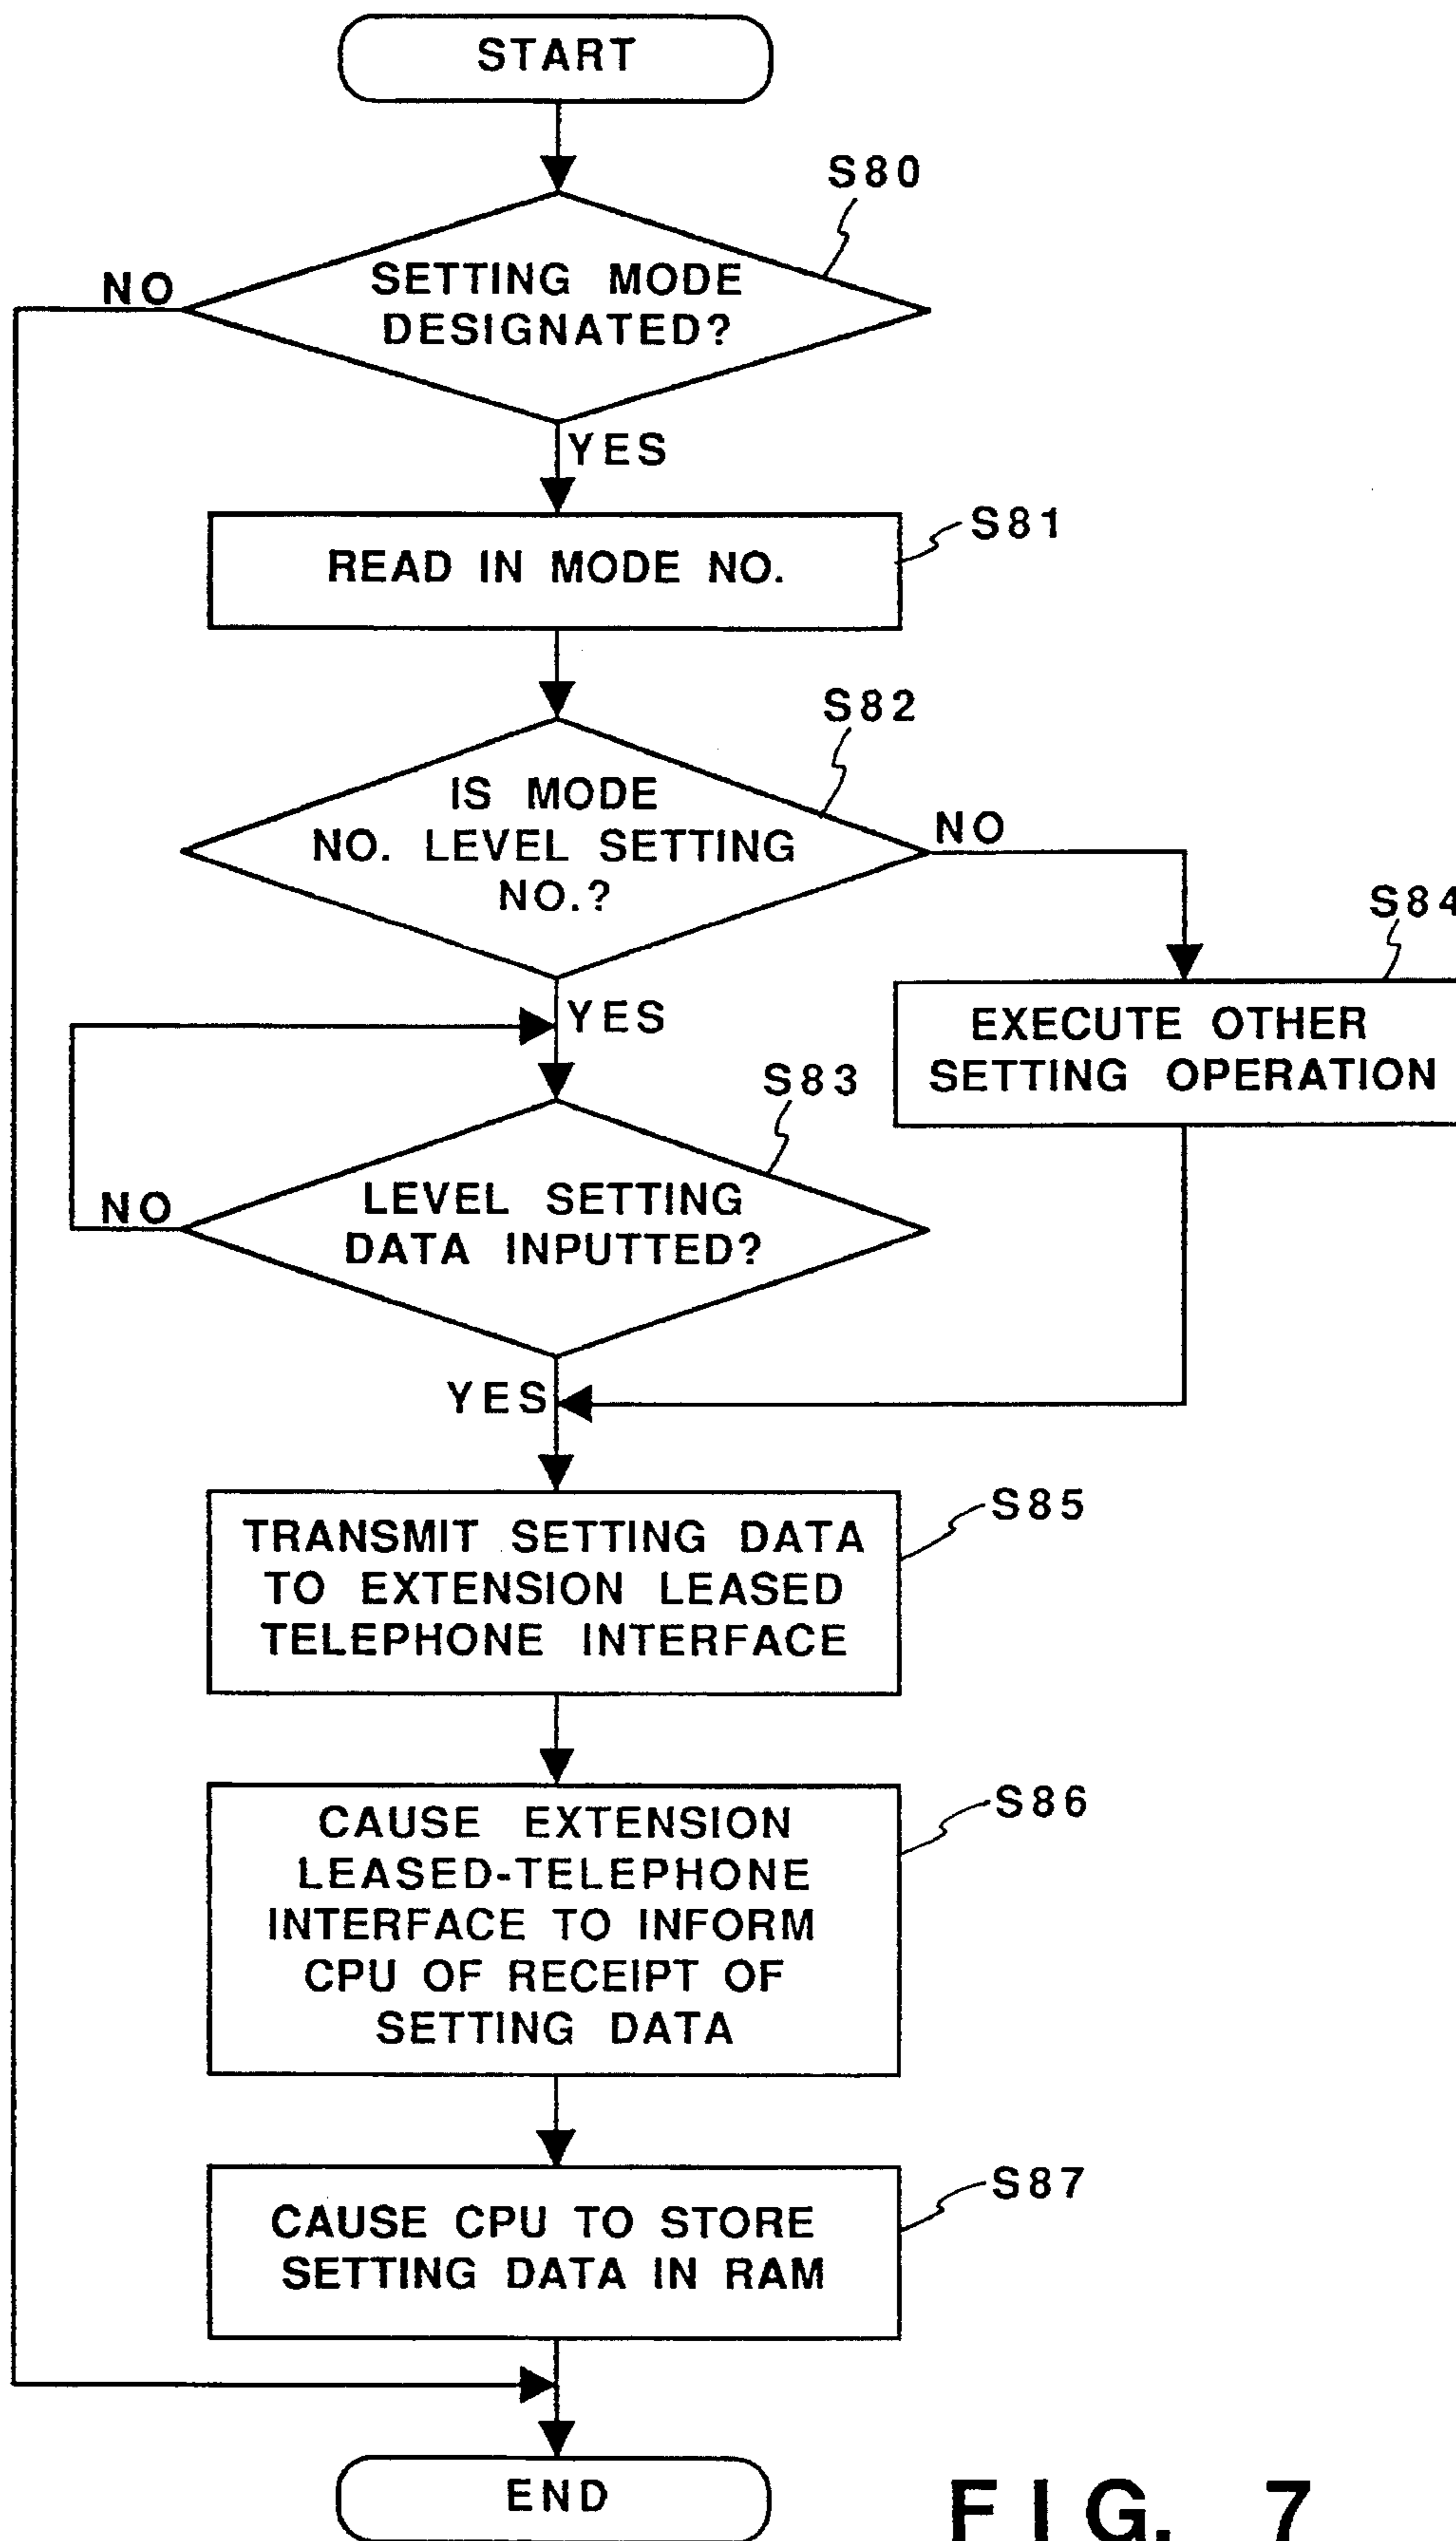 START
S80
NO
SETTING MODE
DESIGNATED?
YES
S81
READ IN MODE NO.
S82
IS MODE
NO. LEVEL SETTING
NO.?
NO
S84
YES
EXECUTE OTHER
SETTING OPERATION
S83
NO
LEVEL SETTING
DATA INPUTTED?
YES
S85
TRANSMIT SETTING DATA
TO EXTENSION LEASED
TELEPHONE INTERFACE
S86
CAUSE EXTENSION
LEASED-TELEPHONE
INTERFACE TO INFORM
CPU OF RECEIPT OF
SETTING DATA
S87
CAUSE CPU TO STORE
SETTING DATA IN RAM
END
FIG. 7